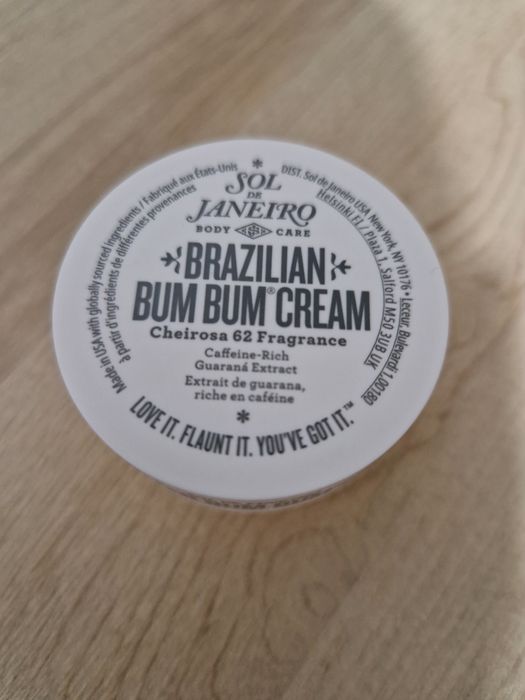 SOL
DE
JANEIRO
BODY CARE
BRAZILIAN
BUM BUM® CREAM
Cheirosa 62 Fragrance
Caffeine-Rich
Guaraná Extract
Extrait de guarana,
riche en caféine
LOVE IT. FLAUNT IT. YOU'VE GOT IT.™
Made in USA with globally sourced ingredients / Fabriqué aux États-Unis
à partir d'ingrédients de différentes provenances
DIST. Sol de Janeiro USA New York, NY 10176 • Leceur, Bulevardi 1, 00180
Helsinki FI / Plaza 1, Salford M50 3UB UK